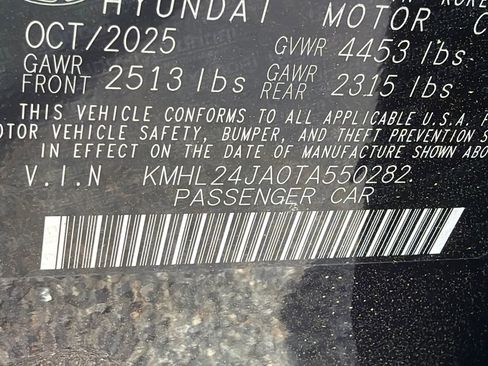 HYUNDAI MOTOR C
OCT/2025 GVWR 4453 lbs
GAWR FRONT 2513 lbs GAWR REAR 2315 lbs
THIS VEHICLE CONFORMS TO ALL APPLICABLE U.S.A. F
MOTOR VEHICLE SAFETY, BUMPER, AND THEFT PREVENTION S
IN EFFECT ON THE DATE OF MANUFACTURE SHOWN ABOV
V.I.N KMHL24JA0TA550282
PASSENGER CAR